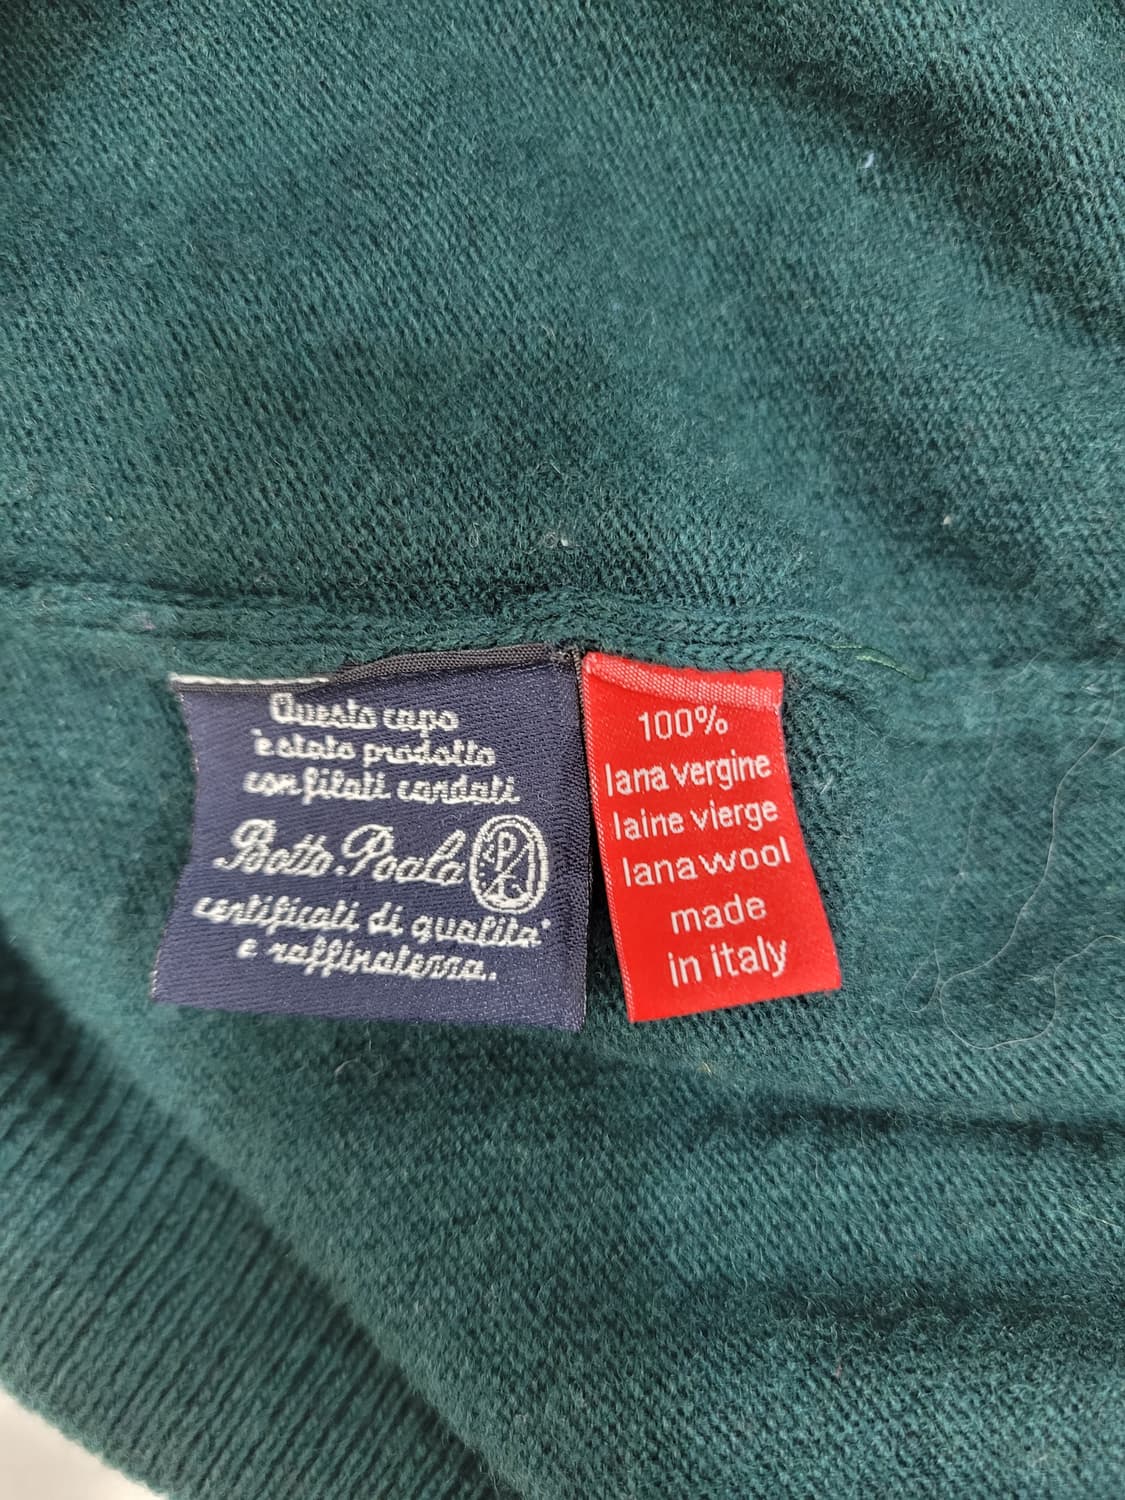 Questo capo
è stato prodotto
con filati cardati
Botto Poala
certificati di qualità
e raffinatezza.
100%
lana vergine
laine vierge
lana wool
made
in italy